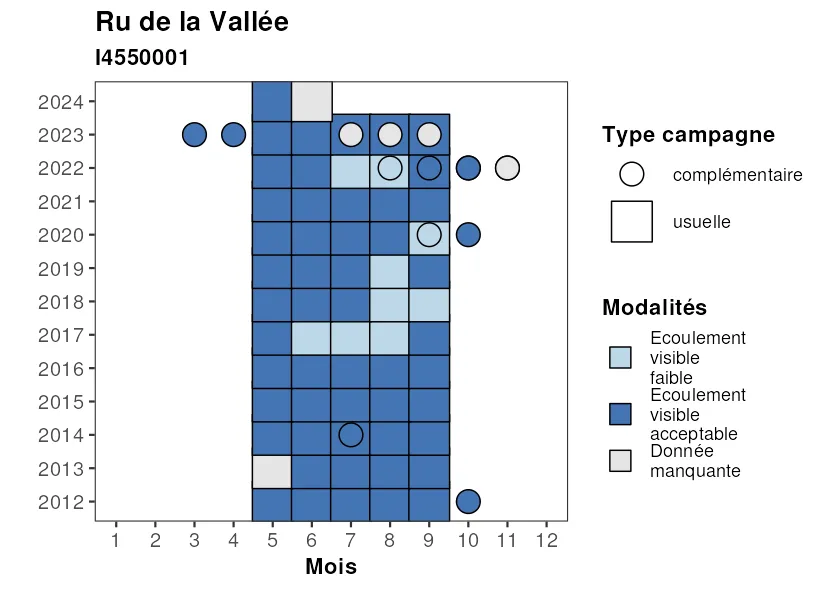 Ru de la Vallée
I4550001
2024
2023
2022
2021
2020
2019
2018
2017
2016
2015
2014
2013
2012
1 2 3 4 5 6 7 8 9 10 11 12
Mois
Type campagne
complémentaire
usuelle
Modalités
Ecoulement
visible
faible
Ecoulement
visible
acceptable
Donnée
manquante